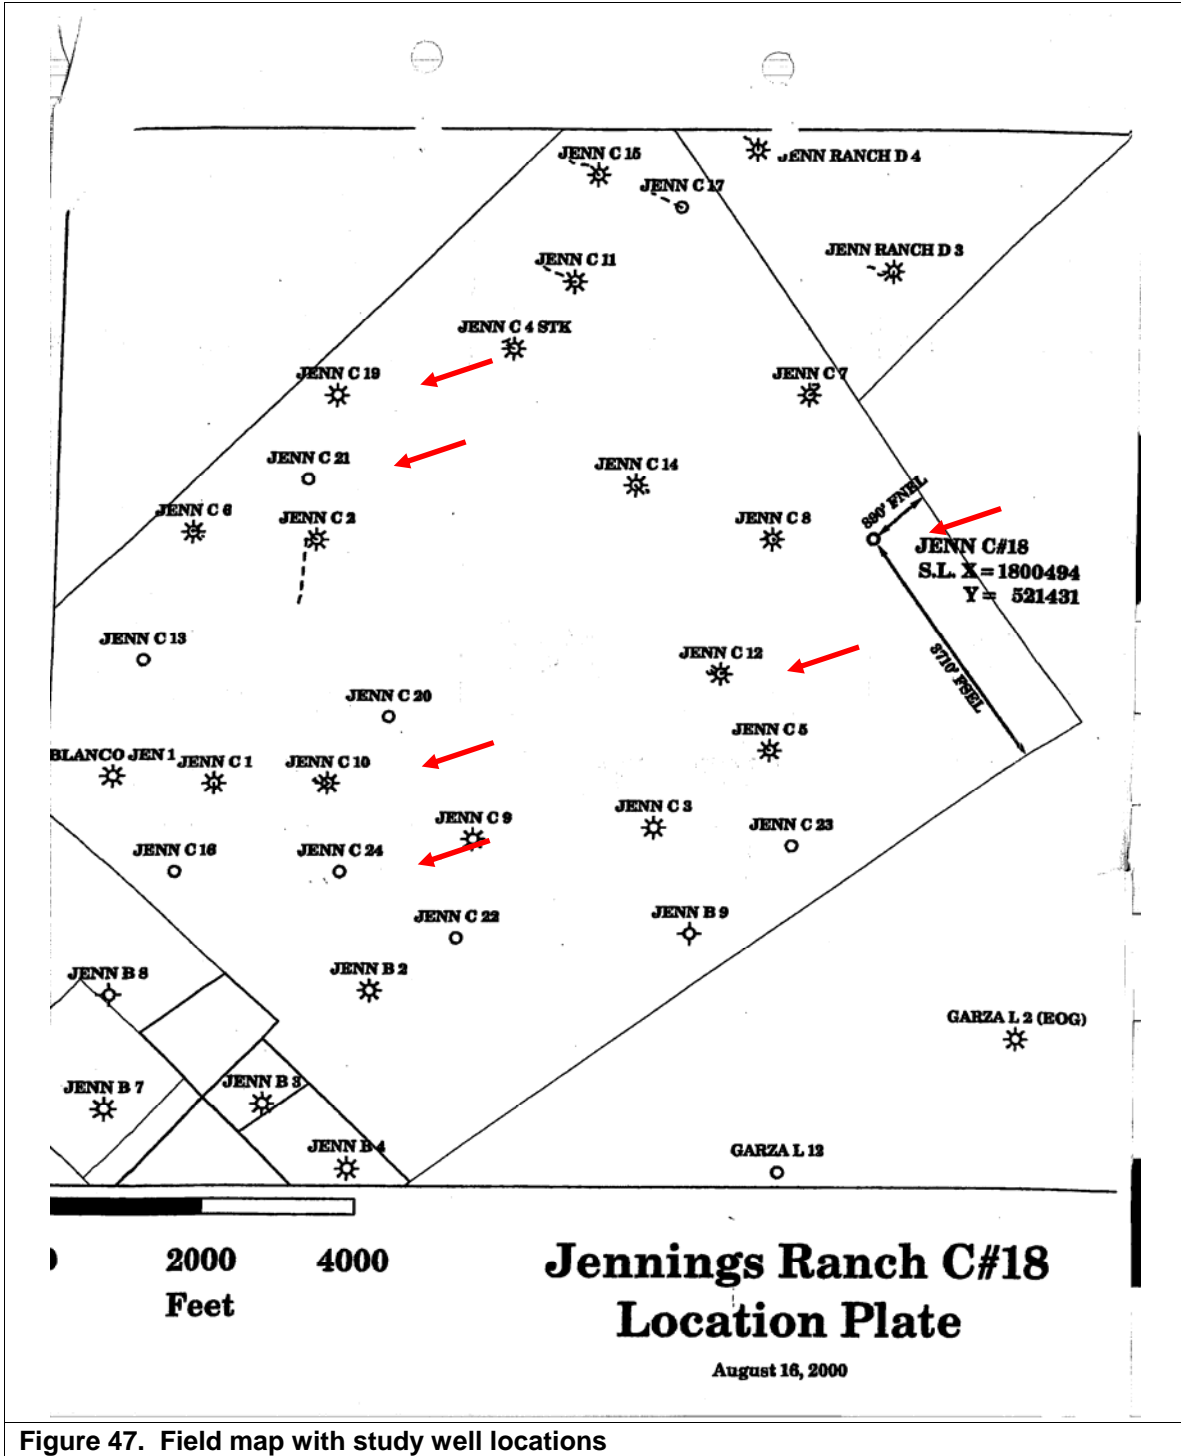 JENN C 15
JENN RANCH D 4
JENN C 17
JENN RANCH D 3
JENN C 11
JENN C 4 STK
JENN C 19
JENN C 7
JENN C 21
JENN C 14
890' FNEL
JENN C 6
JENN C 2
JENN C 8
JENN C#18
S.L. X=1800494
Y= 521431
JENN C 13
JENN C 12
3710' FSEL
JENN C 20
JENN C 5
BLANCO JEN 1
JENN C 1
JENN C 10
JENN C 9
JENN C 3
JENN C 23
JENN C 16
JENN C 24
JENN C 22
JENN B 9
JENN B 8
JENN B 2
GARZA L 2 (EOG)
JENN B 7
JENN B 3
JENN B 4
GARZA L 12
0 2000 4000
Feet
Jennings Ranch C#18
Location Plate
August 16, 2000
Figure 47. Field map with study well locations